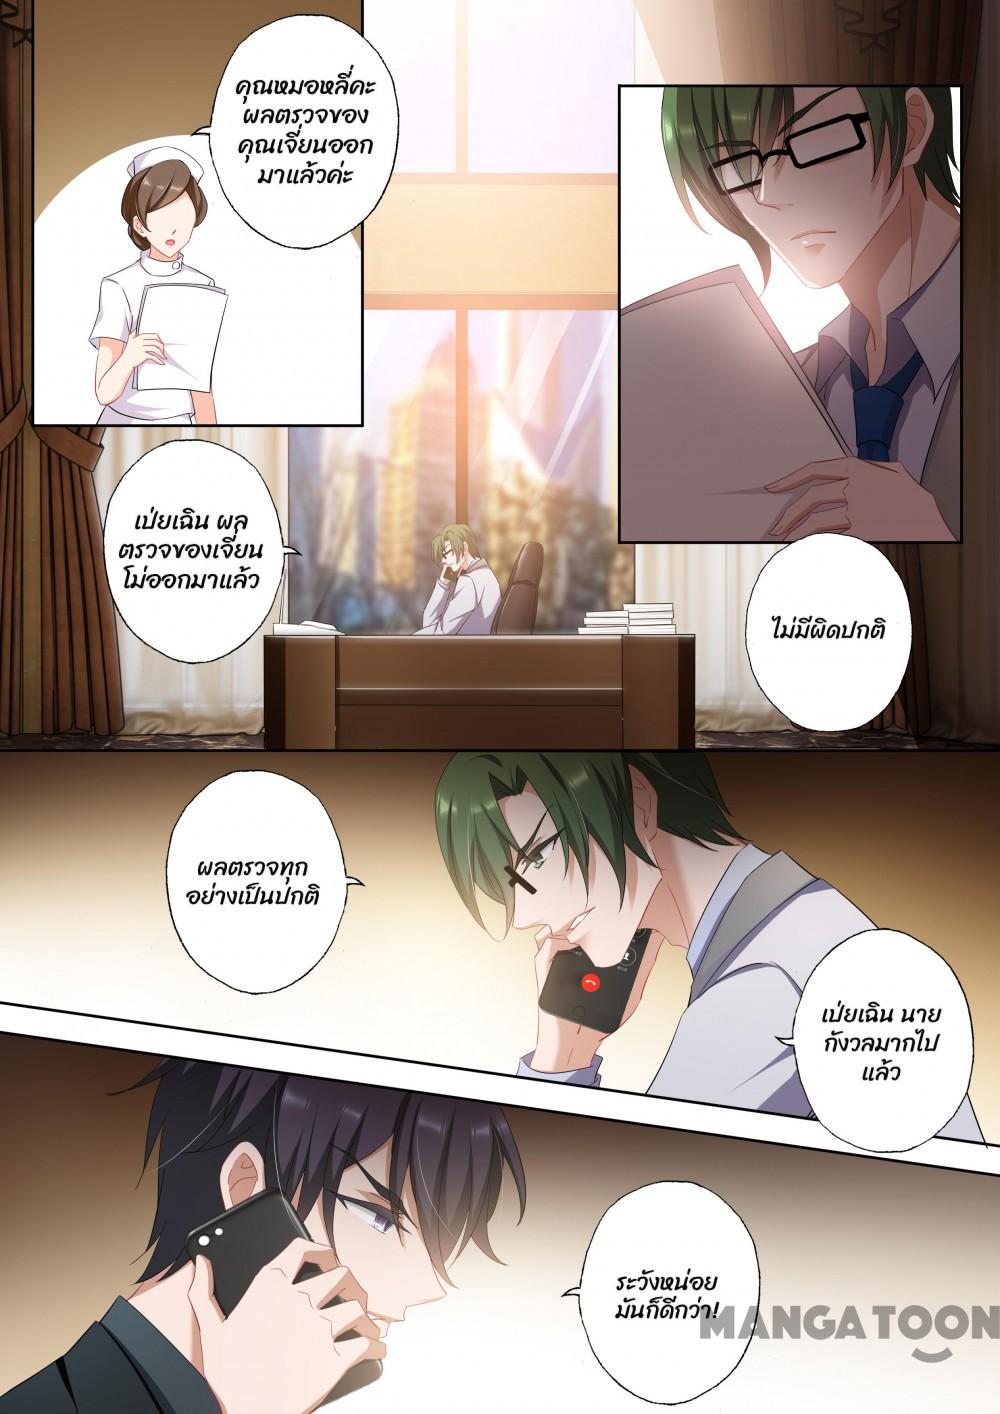 คุณหมอหลี่คะ
ผลตรวจของ
คุณเจี่ยนออก
มาแล้วค่ะ
เป่ยเฉิน ผล
ตรวจของเจี่ยน
โม่ออกมาแล้ว
ไม่มีผิดปกติ
ผลตรวจทุก
อย่างเป็นปกติ
เป่ยเฉิน นาย
กังวลมากไป
แล้ว
ระวังหน่อย
มันก็ดีกว่า!
MANGATOON